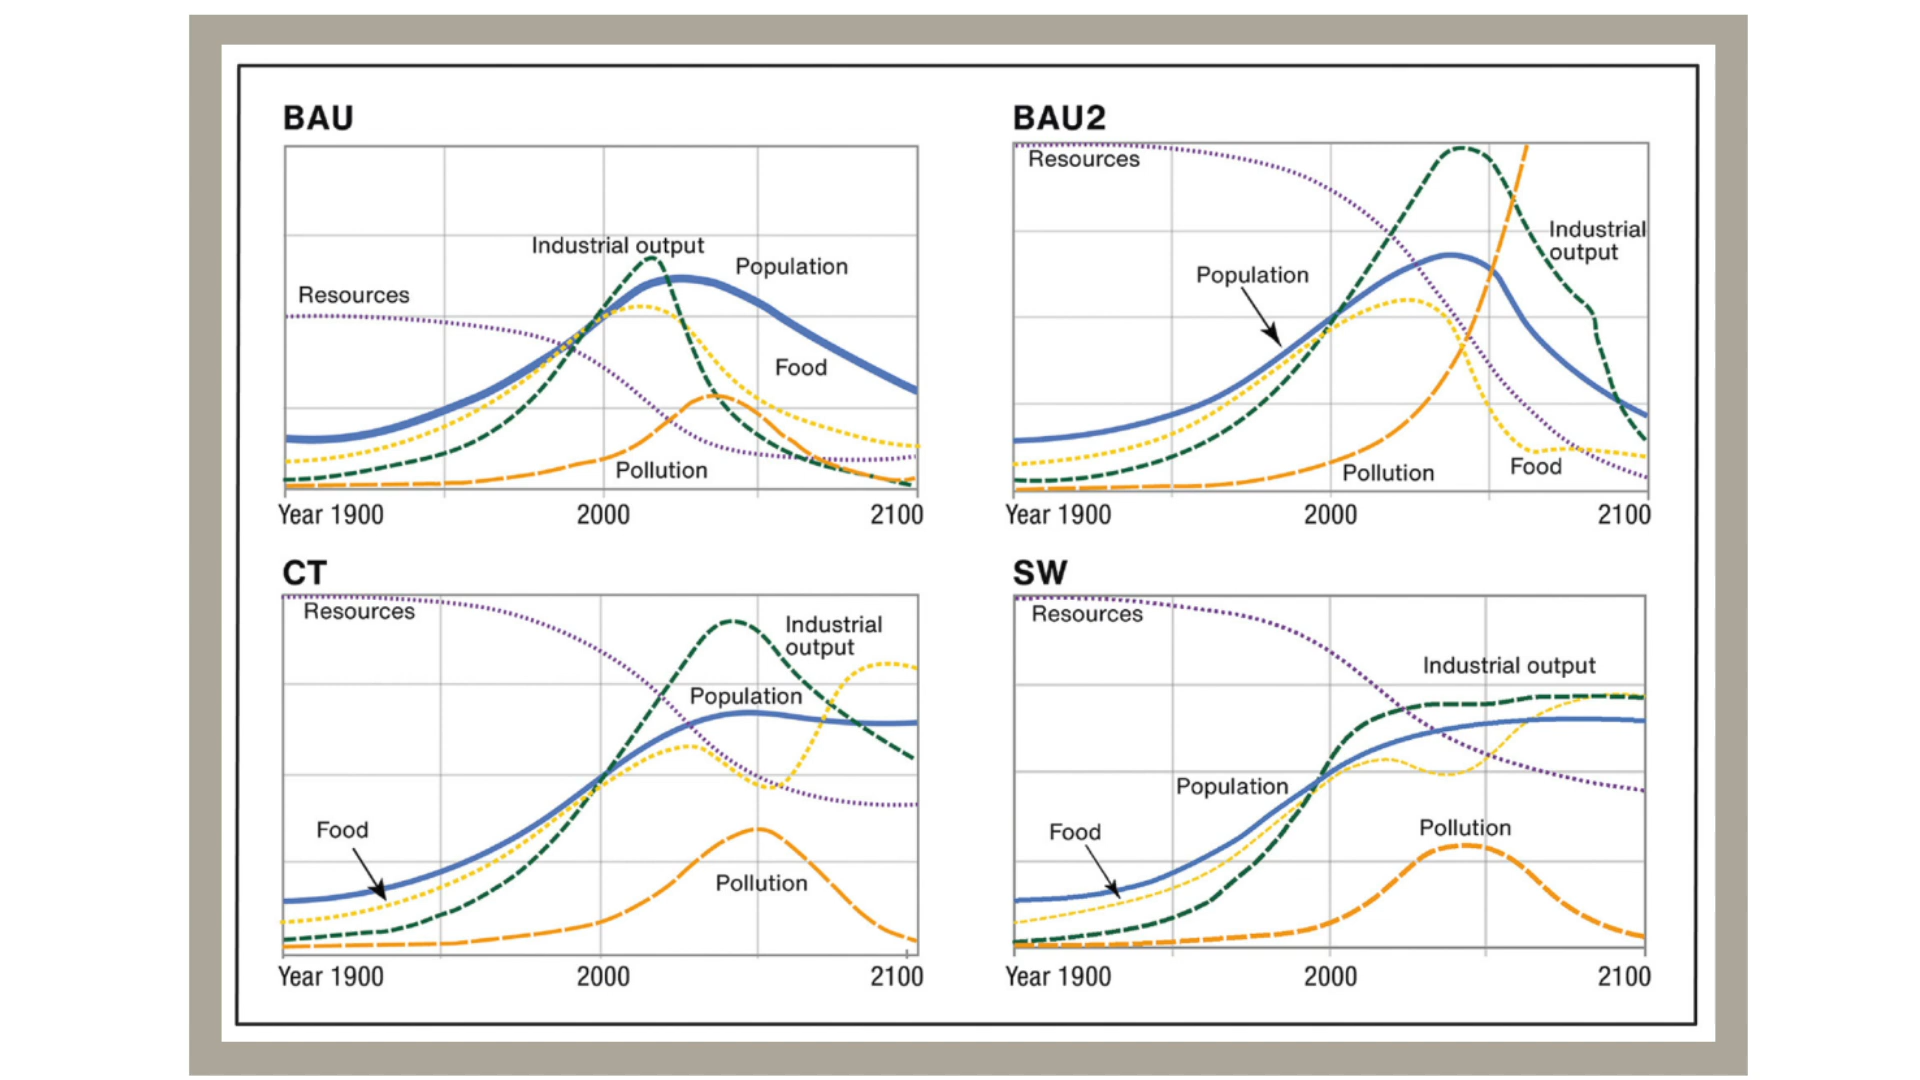 BAU
Industrial output
Population
Resources
Food
Pollution
Year 1900
2000
2100
BAU2
Resources
Industrial
output
Population
Pollution
Food
Year 1900
2000
2100
CT
Resources
Industrial
output
Population
Food
Pollution
Year 1900
2000
2100
SW
Resources
Industrial output
Population
Food
Pollution
Year 1900
2000
2100